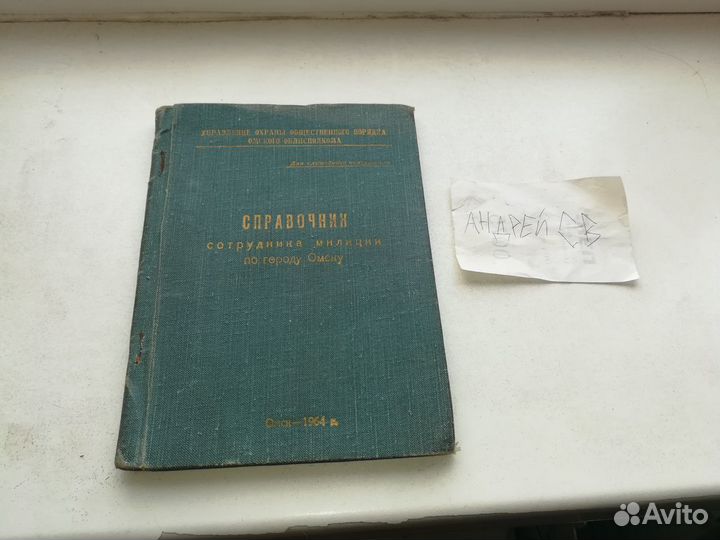 УПРАВЛЕНИЕ ОХРАНЫ ОБЩЕСТВЕННОГО ПОРЯДКА
ОМСКОГО ОБЛИСПОЛКОМА
Для служебного пользования
СПРАВОЧНИК
сотрудника милиции
по городу Омску
Омск—1964 г.
АНДРЕЙ СВ
Avito